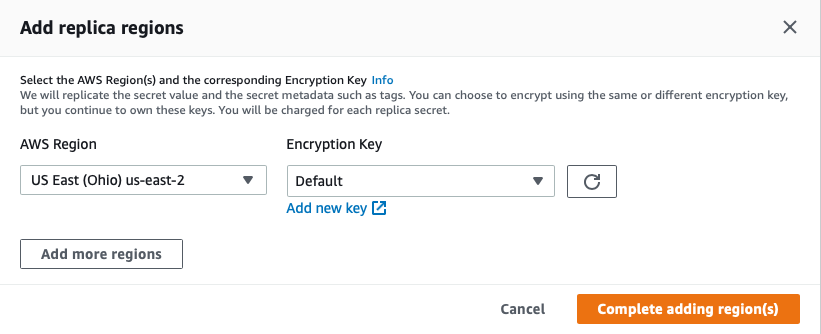 Add replica regions
Select the AWS Region(s) and the corresponding Encryption Key Info
We will replicate the secret value and the secret metadata such as tags. You can choose to encrypt using the same or different encryption key,
but you continue to own these keys. You will be charged for each replica secret.
AWS Region Encryption Key
US East (Ohio) us-east-2 Default
Add new key
Add more regions
Cancel Complete adding region(s)